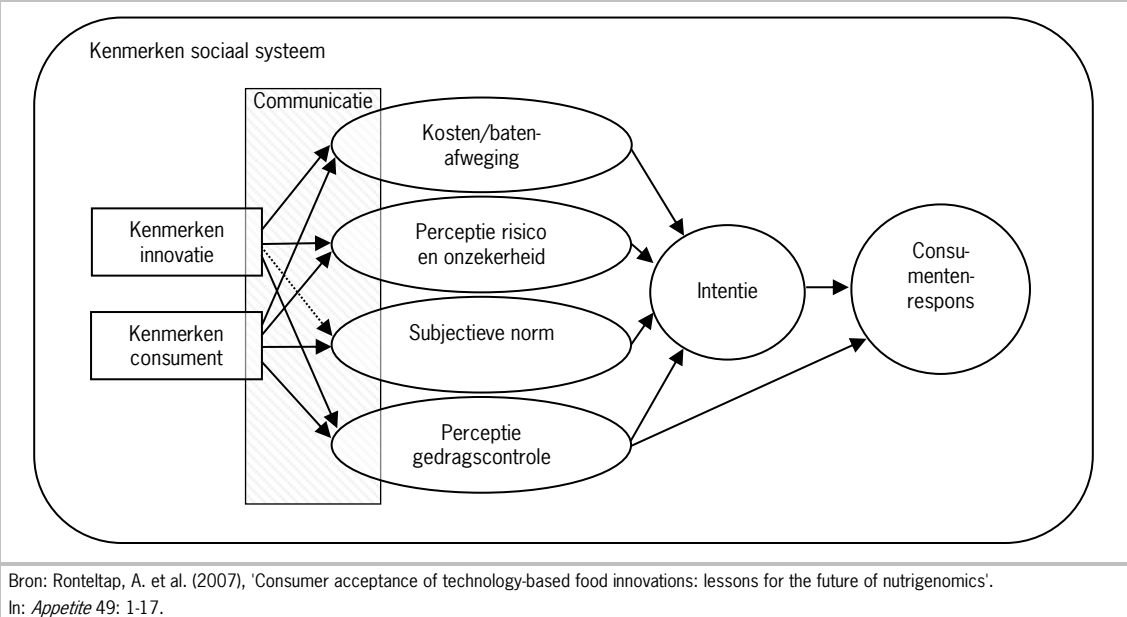 Kenmerken sociaal systeem
Communicatie
Kosten/baten-
afweging
Kenmerken
innovatie
Perceptie risico
en onzekerheid
Consu-
menten-
respons
Intentie
Kenmerken
consument
Subjectieve norm
Perceptie
gedragscontrole
Bron: Ronteltap, A. et al. (2007), 'Consumer acceptance of technology-based food innovations: lessons for the future of nutrigenomics'.
In: Appetite 49: 1-17.